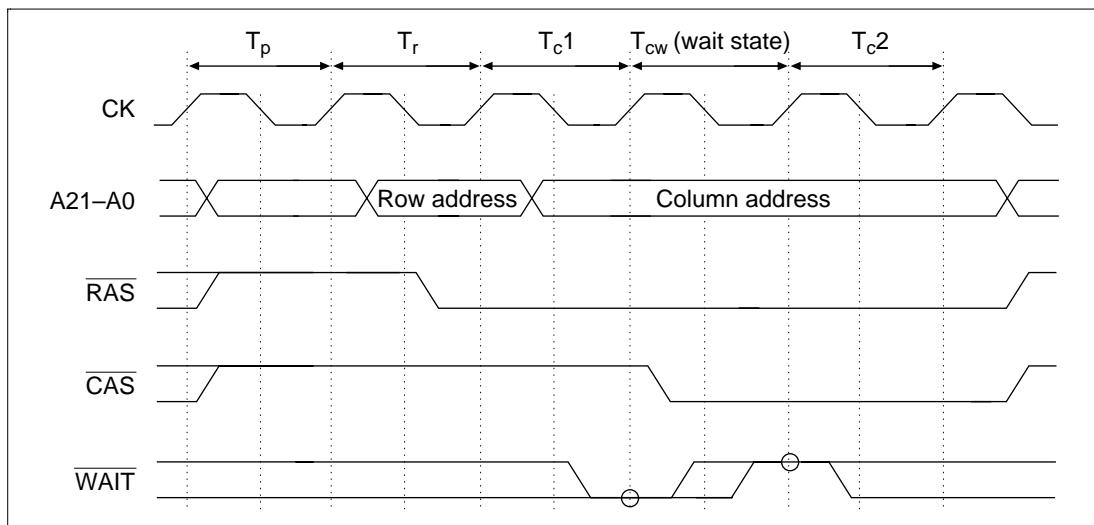 Tp Tr Tc1 Tcw (wait state) Tc2
CK
A21–A0 Row address Column address
RAS
CAS
WAIT